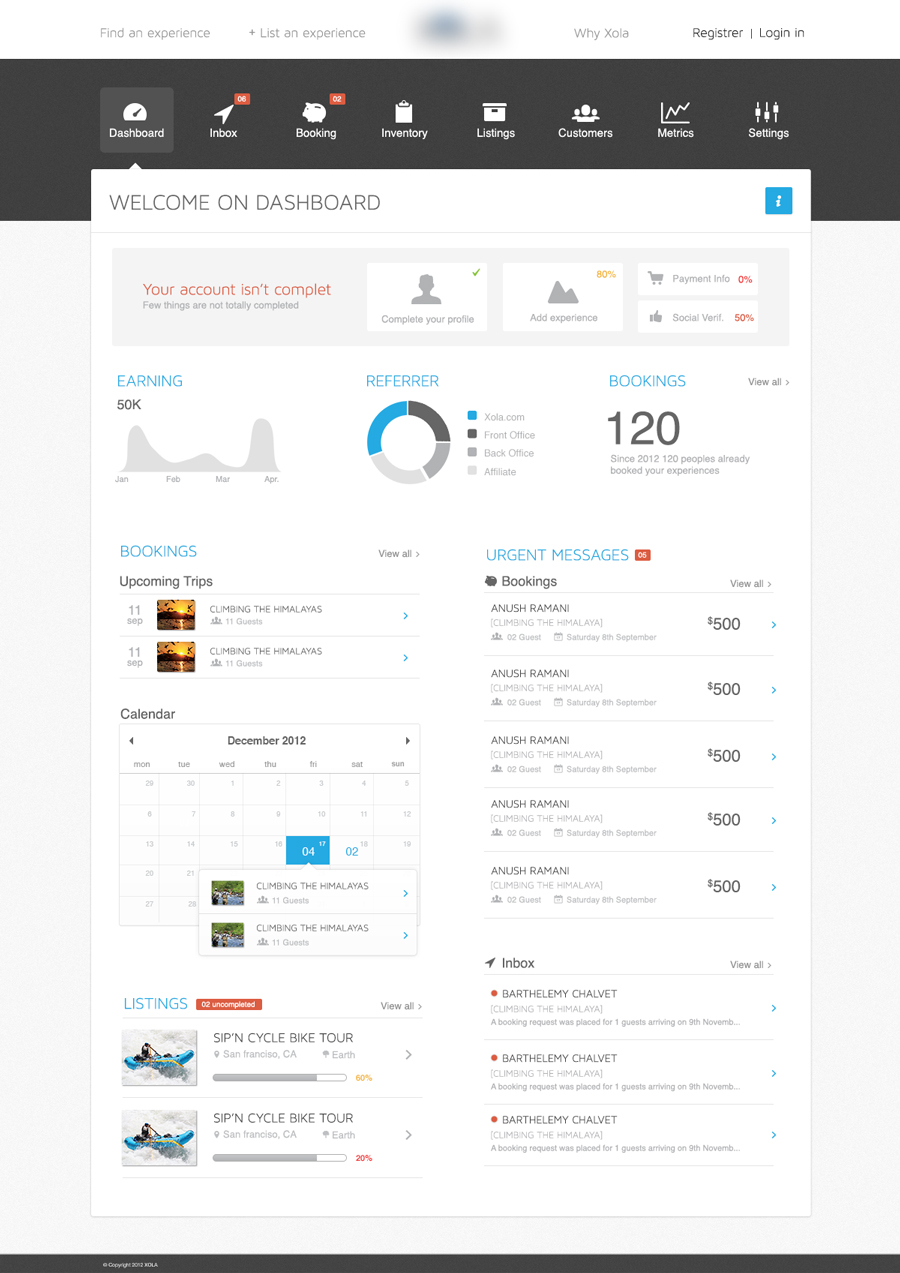 Find an experience
+ List an experience
Why Xola
Registrer | Login in
Dashboard
06
Inbox
02
Booking
Inventory
Listings
Customers
Metrics
Settings
WELCOME ON DASHBOARD
i
Your account isn't complet
Few things are not totally completed
Complete your profile
80%
Add experience
Payment Info 0%
Social Verif. 50%
EARNING
50K
Jan Feb Mar Apr.
REFERRER
Xola.com
Front Office
Back Office
Affiliate
BOOKINGS
View all >
120
Since 2012 120 peoples already
booked your experiences
BOOKINGS
View all >
Upcoming Trips
11
sep
CLIMBING THE HIMALAYAS
11 Guests
11
sep
CLIMBING THE HIMALAYAS
11 Guests
Calendar
December 2012
mon tue wed thu fri sat sun
29 30 1 2 3 4 5
6 7 8 9 10 11 12
13 14 15 16 04 17 02 18 19
20 21
27 28
CLIMBING THE HIMALAYAS
11 Guests
CLIMBING THE HIMALAYAS
11 Guests
LISTINGS
02 uncompleted
View all >
SIP'N CYCLE BIKE TOUR
San franciso, CA
Earth
60%
SIP'N CYCLE BIKE TOUR
San franciso, CA
Earth
20%
URGENT MESSAGES
05
Bookings
View all >
ANUSH RAMANI
[CLIMBING THE HIMALAYA]
02 Guest
Saturday 8th September
$500
ANUSH RAMANI
[CLIMBING THE HIMALAYA]
02 Guest
Saturday 8th September
$500
ANUSH RAMANI
[CLIMBING THE HIMALAYA]
02 Guest
Saturday 8th September
$500
ANUSH RAMANI
[CLIMBING THE HIMALAYA]
02 Guest
Saturday 8th September
$500
ANUSH RAMANI
[CLIMBING THE HIMALAYA]
02 Guest
Saturday 8th September
$500
Inbox
View all >
BARTHELEMY CHALVET
[CLIMBING THE HIMALAYA]
A booking request was placed for 1 guests arriving on 9th Novemb...
BARTHELEMY CHALVET
[CLIMBING THE HIMALAYA]
A booking request was placed for 1 guests arriving on 9th Novemb...
BARTHELEMY CHALVET
[CLIMBING THE HIMALAYA]
A booking request was placed for 1 guests arriving on 9th Novemb...
© Copyright 2012 XOLA